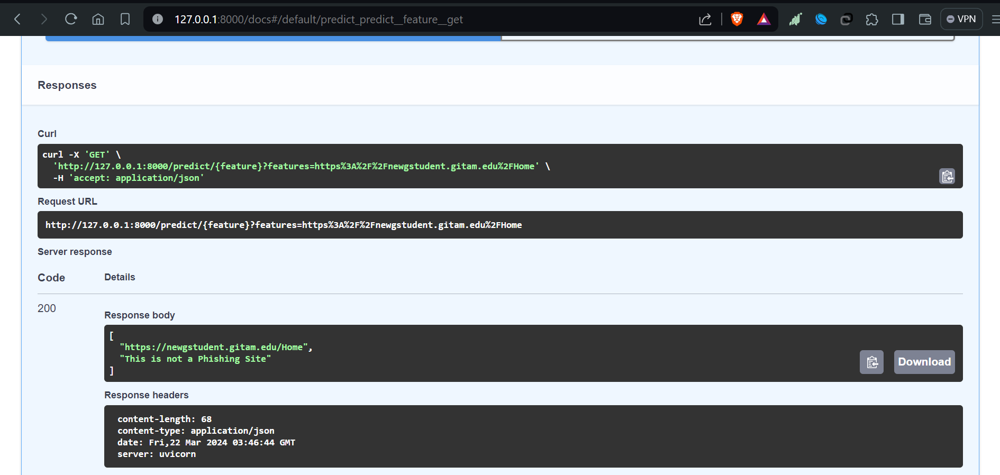 127.0.0.1:8000/docs#/default/predict_predict__feature__get
VPN
Responses
Curl
curl -X 'GET' \
'http://127.0.0.1:8000/predict/{feature}?features=https%3A%2F%2Fnewgstudent.gitam.edu%2FHome' \
-H 'accept: application/json'
Request URL
http://127.0.0.1:8000/predict/{feature}?features=https%3A%2F%2Fnewgstudent.gitam.edu%2FHome
Server response
Code Details
200
Response body
[
"https://newgstudent.gitam.edu/Home",
"This is not a Phishing Site"
]
Download
Response headers
content-length: 68
content-type: application/json
date: Fri,22 Mar 2024 03:46:44 GMT
server: uvicorn